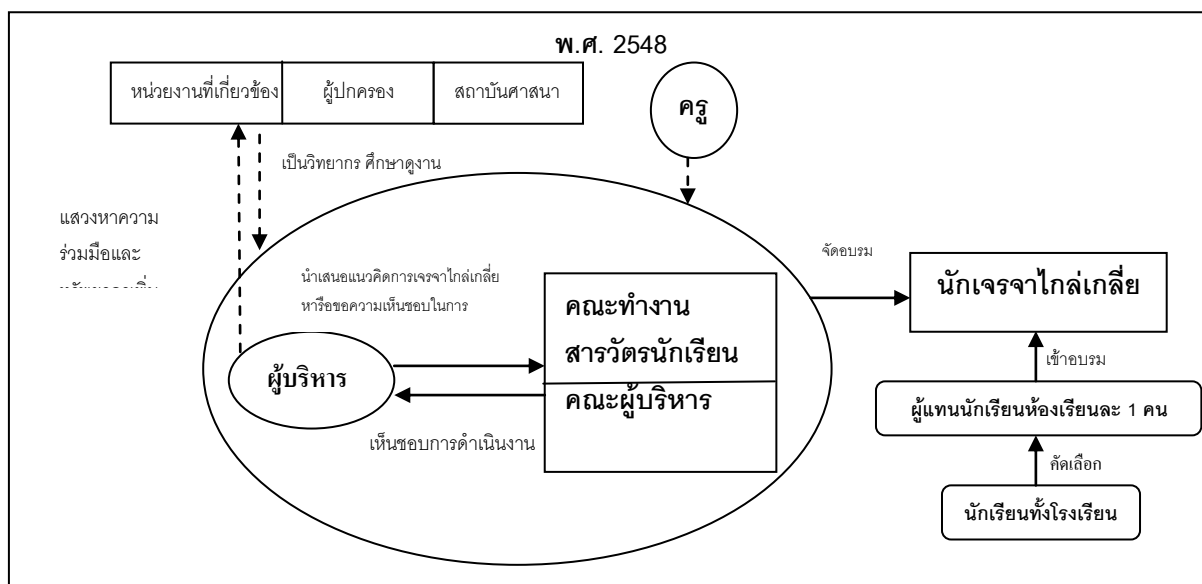 พ.ศ. 2548
หน่วยงานที่เกี่ยวข้อง ผู้ปกครอง สถาบันศาสนา
ครู
เป็นวิทยากร ศึกษาดูงาน
แสวงหาความ
ร่วมมือและ
จัดอบรม
นำเสนอแนวคิดการเจรจาไกล่เกลี่ย
หารือขอความเห็นชอบในการ
คณะทำงาน
สารวัตรนักเรียน
คณะผู้บริหาร
ผู้บริหาร
เห็นชอบการดำเนินงาน
นักเจรจาไกล่เกลี่ย
เข้าอบรม
ผู้แทนนักเรียนห้องเรียนละ 1 คน
คัดเลือก
นักเรียนทั้งโรงเรียน